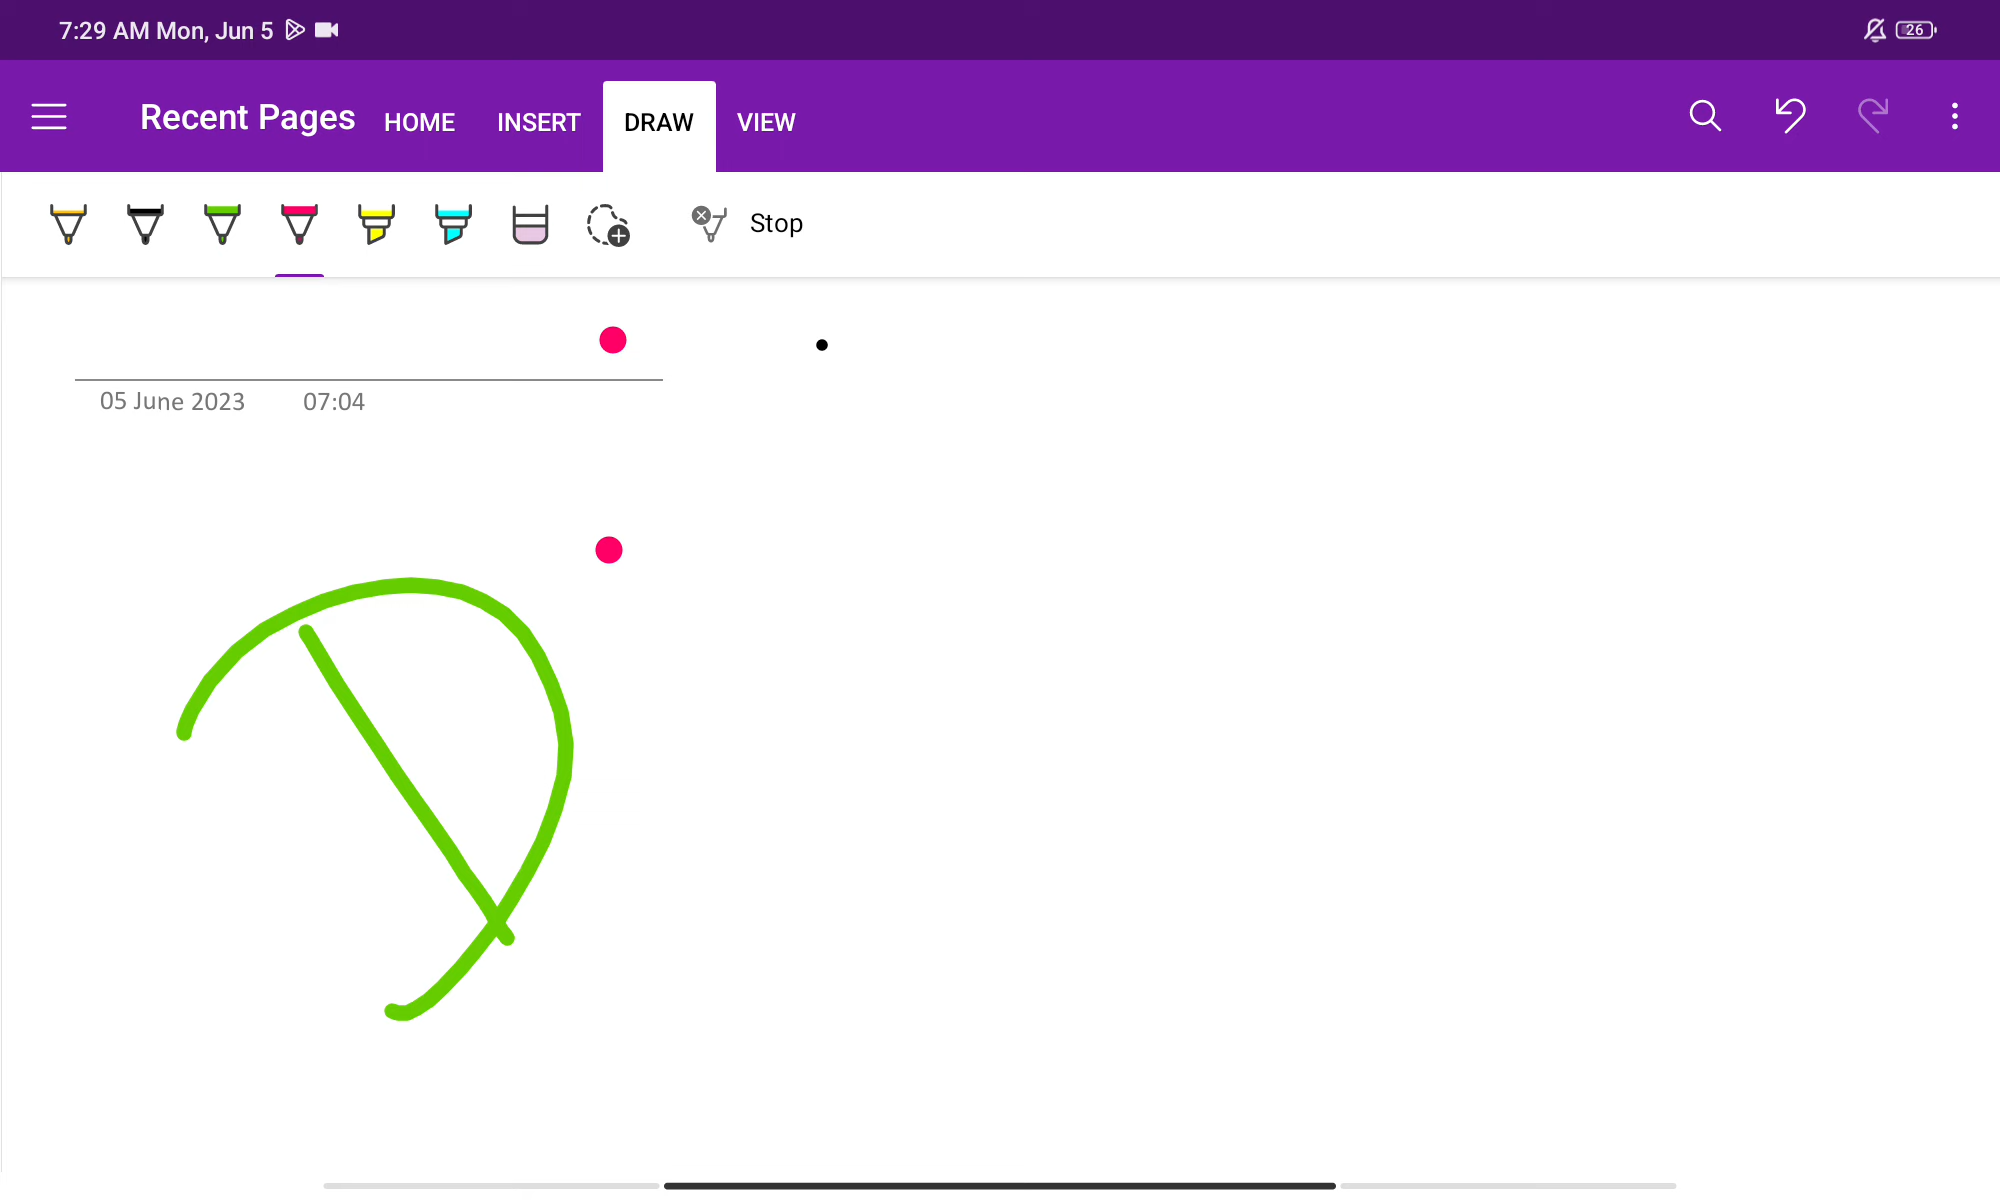 7:29 AM Mon, Jun 5 26
Recent Pages HOME INSERT DRAW VIEW
Stop
05 June 2023 07:04